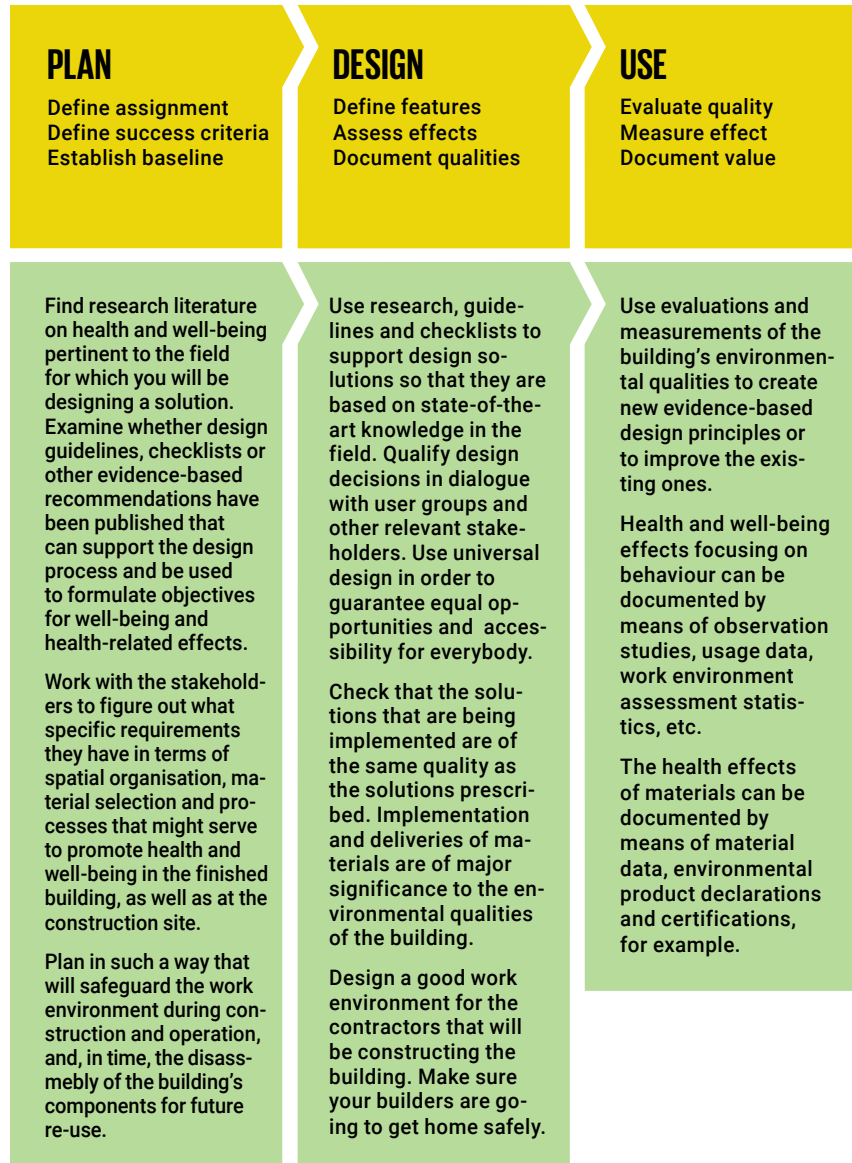 PLAN
Define assignment
Define success criteria
Establish baseline
Find research literature
on health and well-being
pertinent to the field
for which you will be
designing a solution.
Examine whether design
guidelines, checklists or
other evidence-based
recommendations have
been published that
can support the design
process and be used
to formulate objectives
for well-being and
health-related effects.
Work with the stakehold-
ers to figure out what
specific requirements
they have in terms of
spatial organisation, ma-
terial selection and pro-
cesses that might serve
to promote health and
well-being in the finished
building, as well as at the
construction site.
Plan in such a way that
will safeguard the work
environment during con-
struction and operation,
and, in time, the disass-
mebly of the building's
components for future
re-use.
DESIGN
Define features
Assess effects
Document qualities
Use research, guide-
lines and checklists to
support design so-
lutions so that they are
based on state-of-the-
art knowledge in the
field. Qualify design
decisions in dialogue
with user groups and
other relevant stake-
holders. Use universal
design in order to
guarantee equal op-
portunities and  acces-
sibility for everybody.
Check that the solu-
tions that are being
implemented are of
the same quality as
the solutions prescri-
bed. Implementation
and deliveries of ma-
terials are of major
significance to the en-
vironmental qualities
of the building.
Design a good work
environment for the
contractors that will
be constructing the
building. Make sure
your builders are go-
ing to get home safely.
USE
Evaluate quality
Measure effect
Document value
Use evaluations and
measurements of the
building's environmen-
tal qualities to create
new evidence-based
design principles or
to improve the exis-
ting ones.
Health and well-being
effects focusing on
behaviour can be
documented by
means of observation
studies, usage data,
work environment
assessment statis-
tics, etc.
The health effects
of materials can be
documented by
means of material
data, environmental
product declarations
and certifications,
for example.